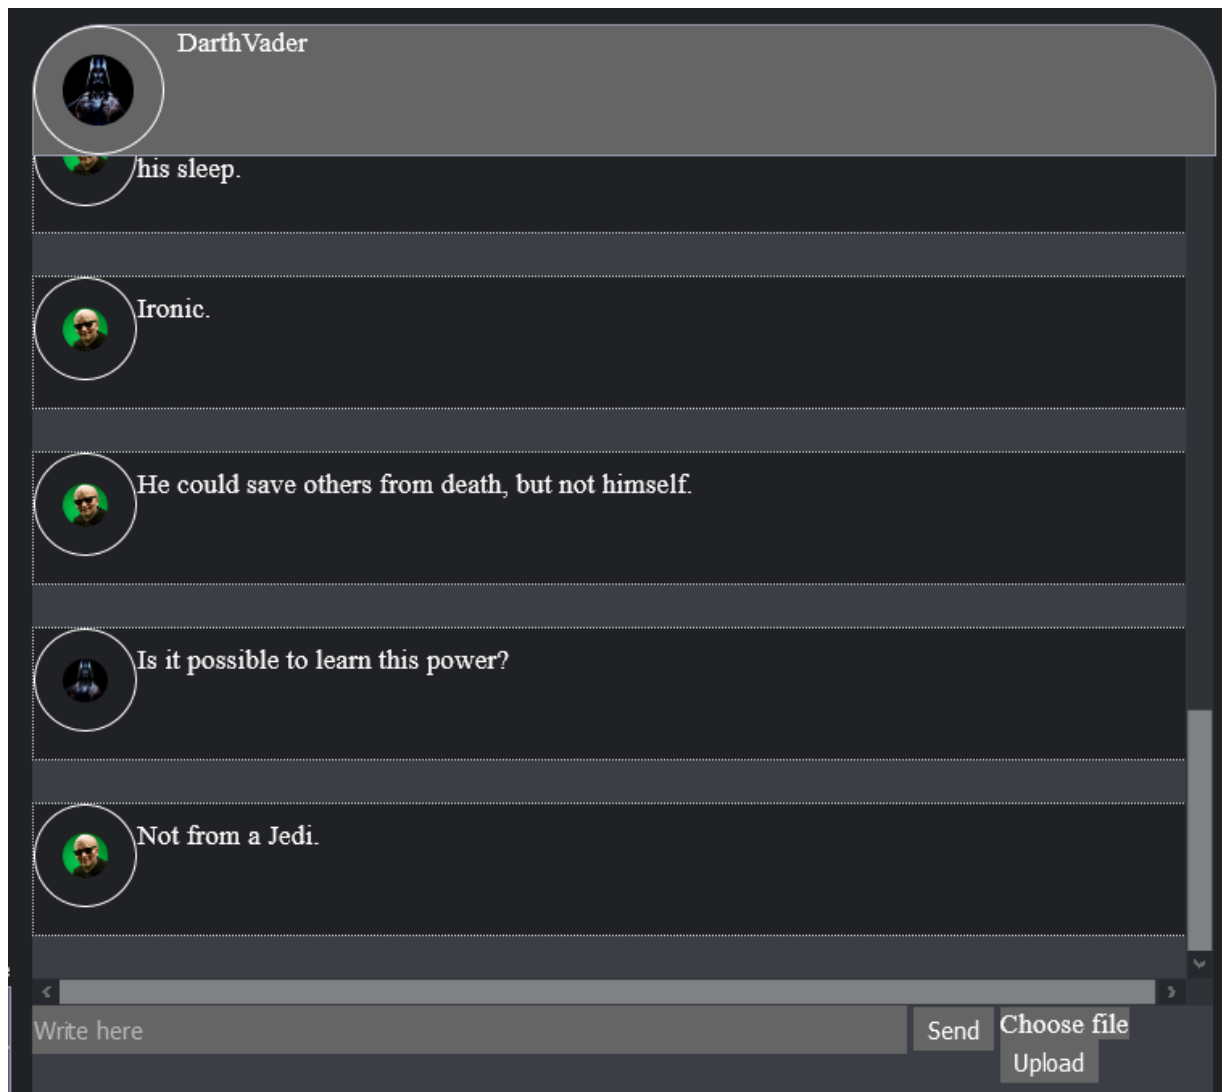 DarthVader
his sleep.
Ironic.
He could save others from death, but not himself.
Is it possible to learn this power?
Not from a Jedi.
Write here
Send
Choose file
Upload